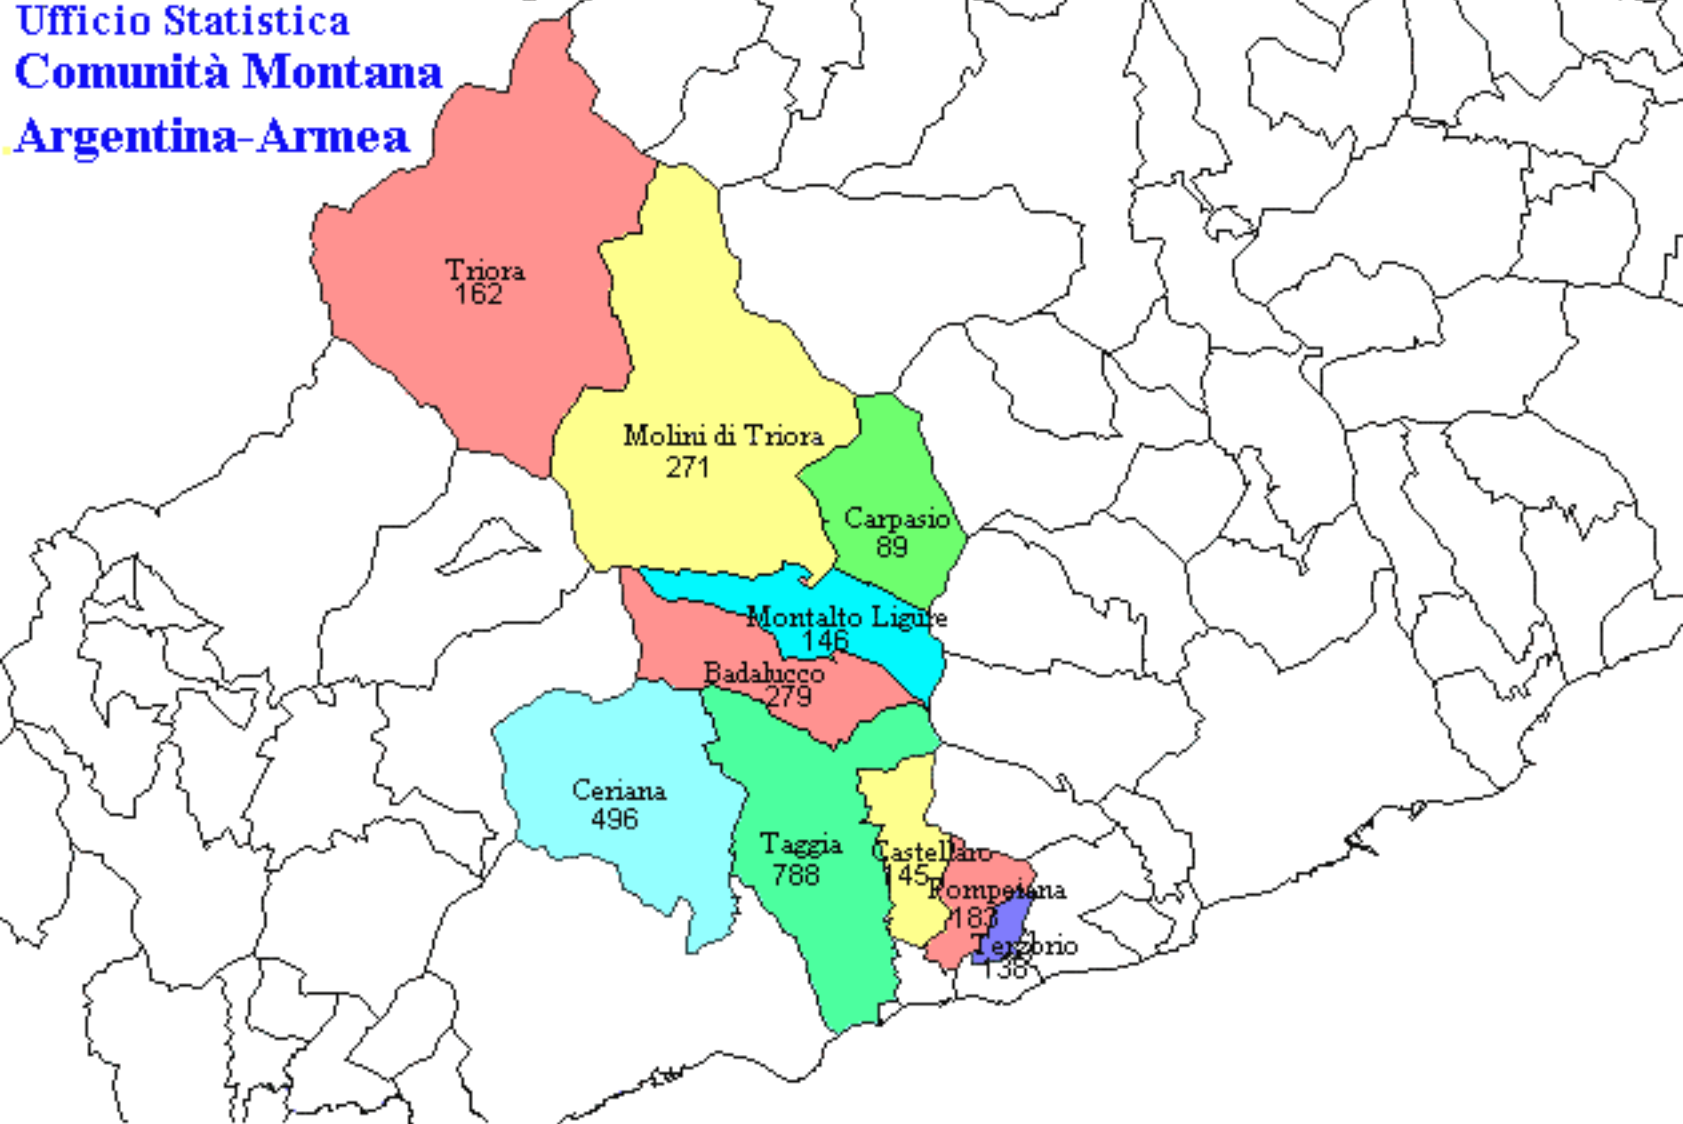 Ufficio Statistica
Comunità Montana
Argentina-Armea
Triora
162
Molini di Triora
271
Carpasio
89
Montalto Ligure
146
Badalucco
279
Ceriana
496
Taggia
788
Castellaro
145
Pompeiana
183
Terzorio
138